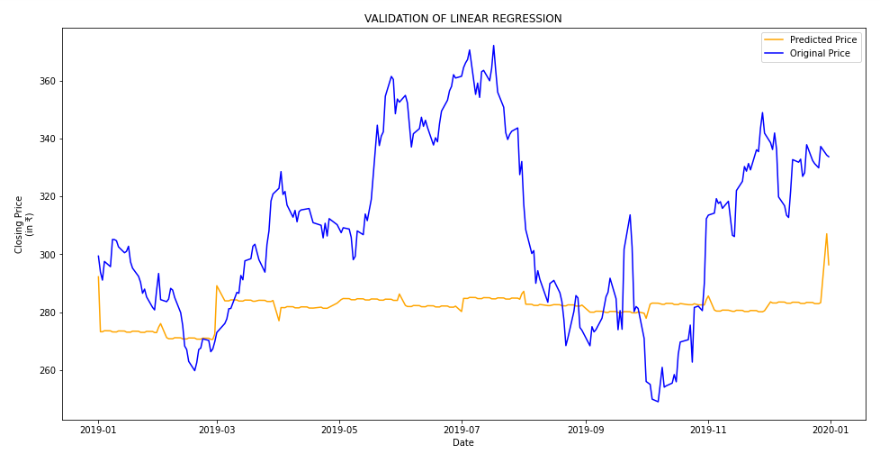 VALIDATION OF LINEAR REGRESSION
Predicted Price
Original Price
Closing Price
(in ₹)
360
340
320
300
280
260
2019-01
2019-03
2019-05
2019-07
2019-09
2019-11
2020-01
Date